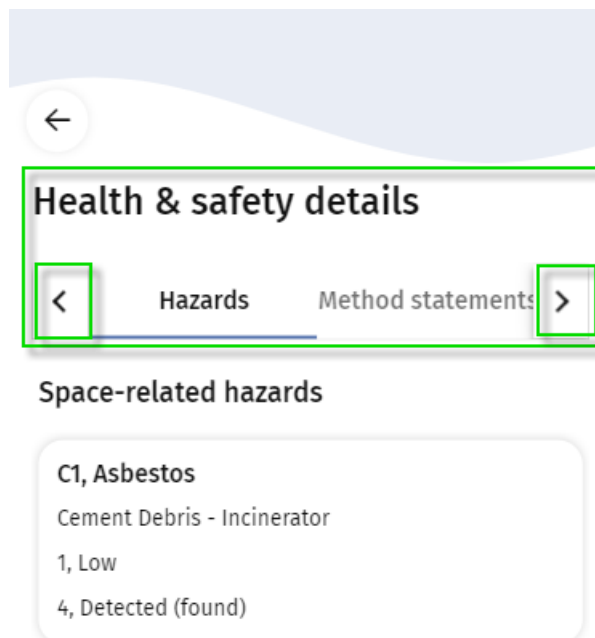 Health & safety details
Hazards Method statements
Space-related hazards
C1, Asbestos
Cement Debris - Incinerator
1, Low
4, Detected (found)